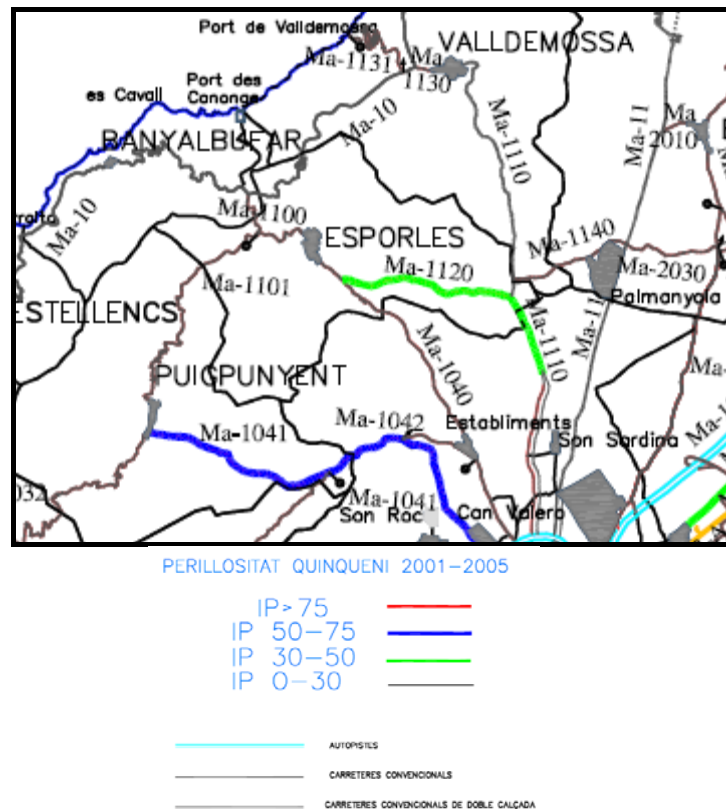 Port de Valldemossa
VALLDEMOSSA
Ma-1131
Ma
1130
Port des
Canonge
es Cavall
BANYALBUFAR
Ma-10
Ma-1110
Ma-11
Ma
2010
Ma-10
Ma-1100
ESPORLES
Ma-1140
Ma-1120
Ma-2030
Ma-1101
Palmanyola
ESTELLENCS
Ma-11
Ma-1110
PUIGPUNYENT
Ma-1040
Ma-1042
Establiments
Ma-1041
Son Sardina
032
Ma-1041
Son Roc
Can Valero
PERILLOSITAT QUINQUENI 2001-2005
IP>75
IP 50-75
IP 30-50
IP 0-30
AUTOPISTES
CARRETERES CONVENCIONALS
CARRETERES CONVENCIONALS DE DOBLE CALÇADA